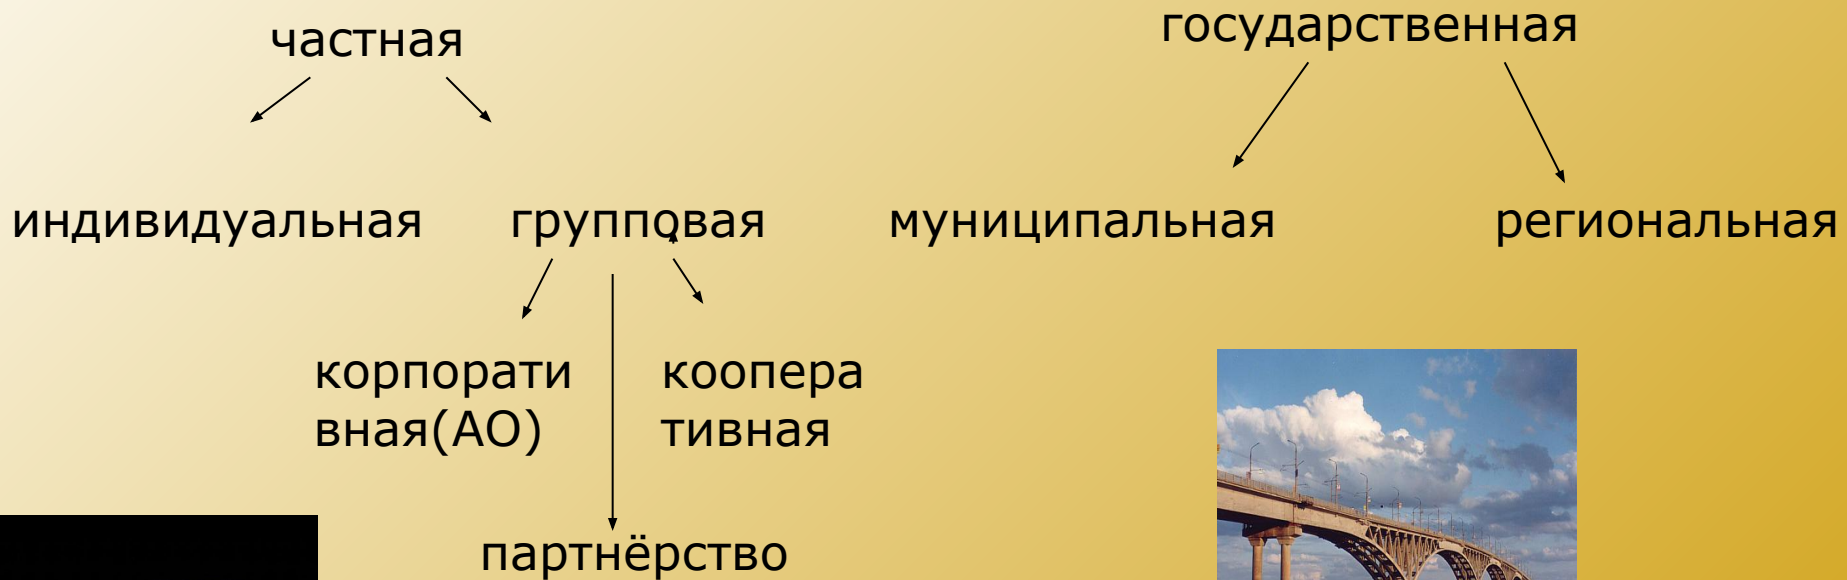 частная
государственная
индивидуальная
групповая
муниципальная
региональная
корпорати
вная(АО)
коопера
тивная
партнёрство